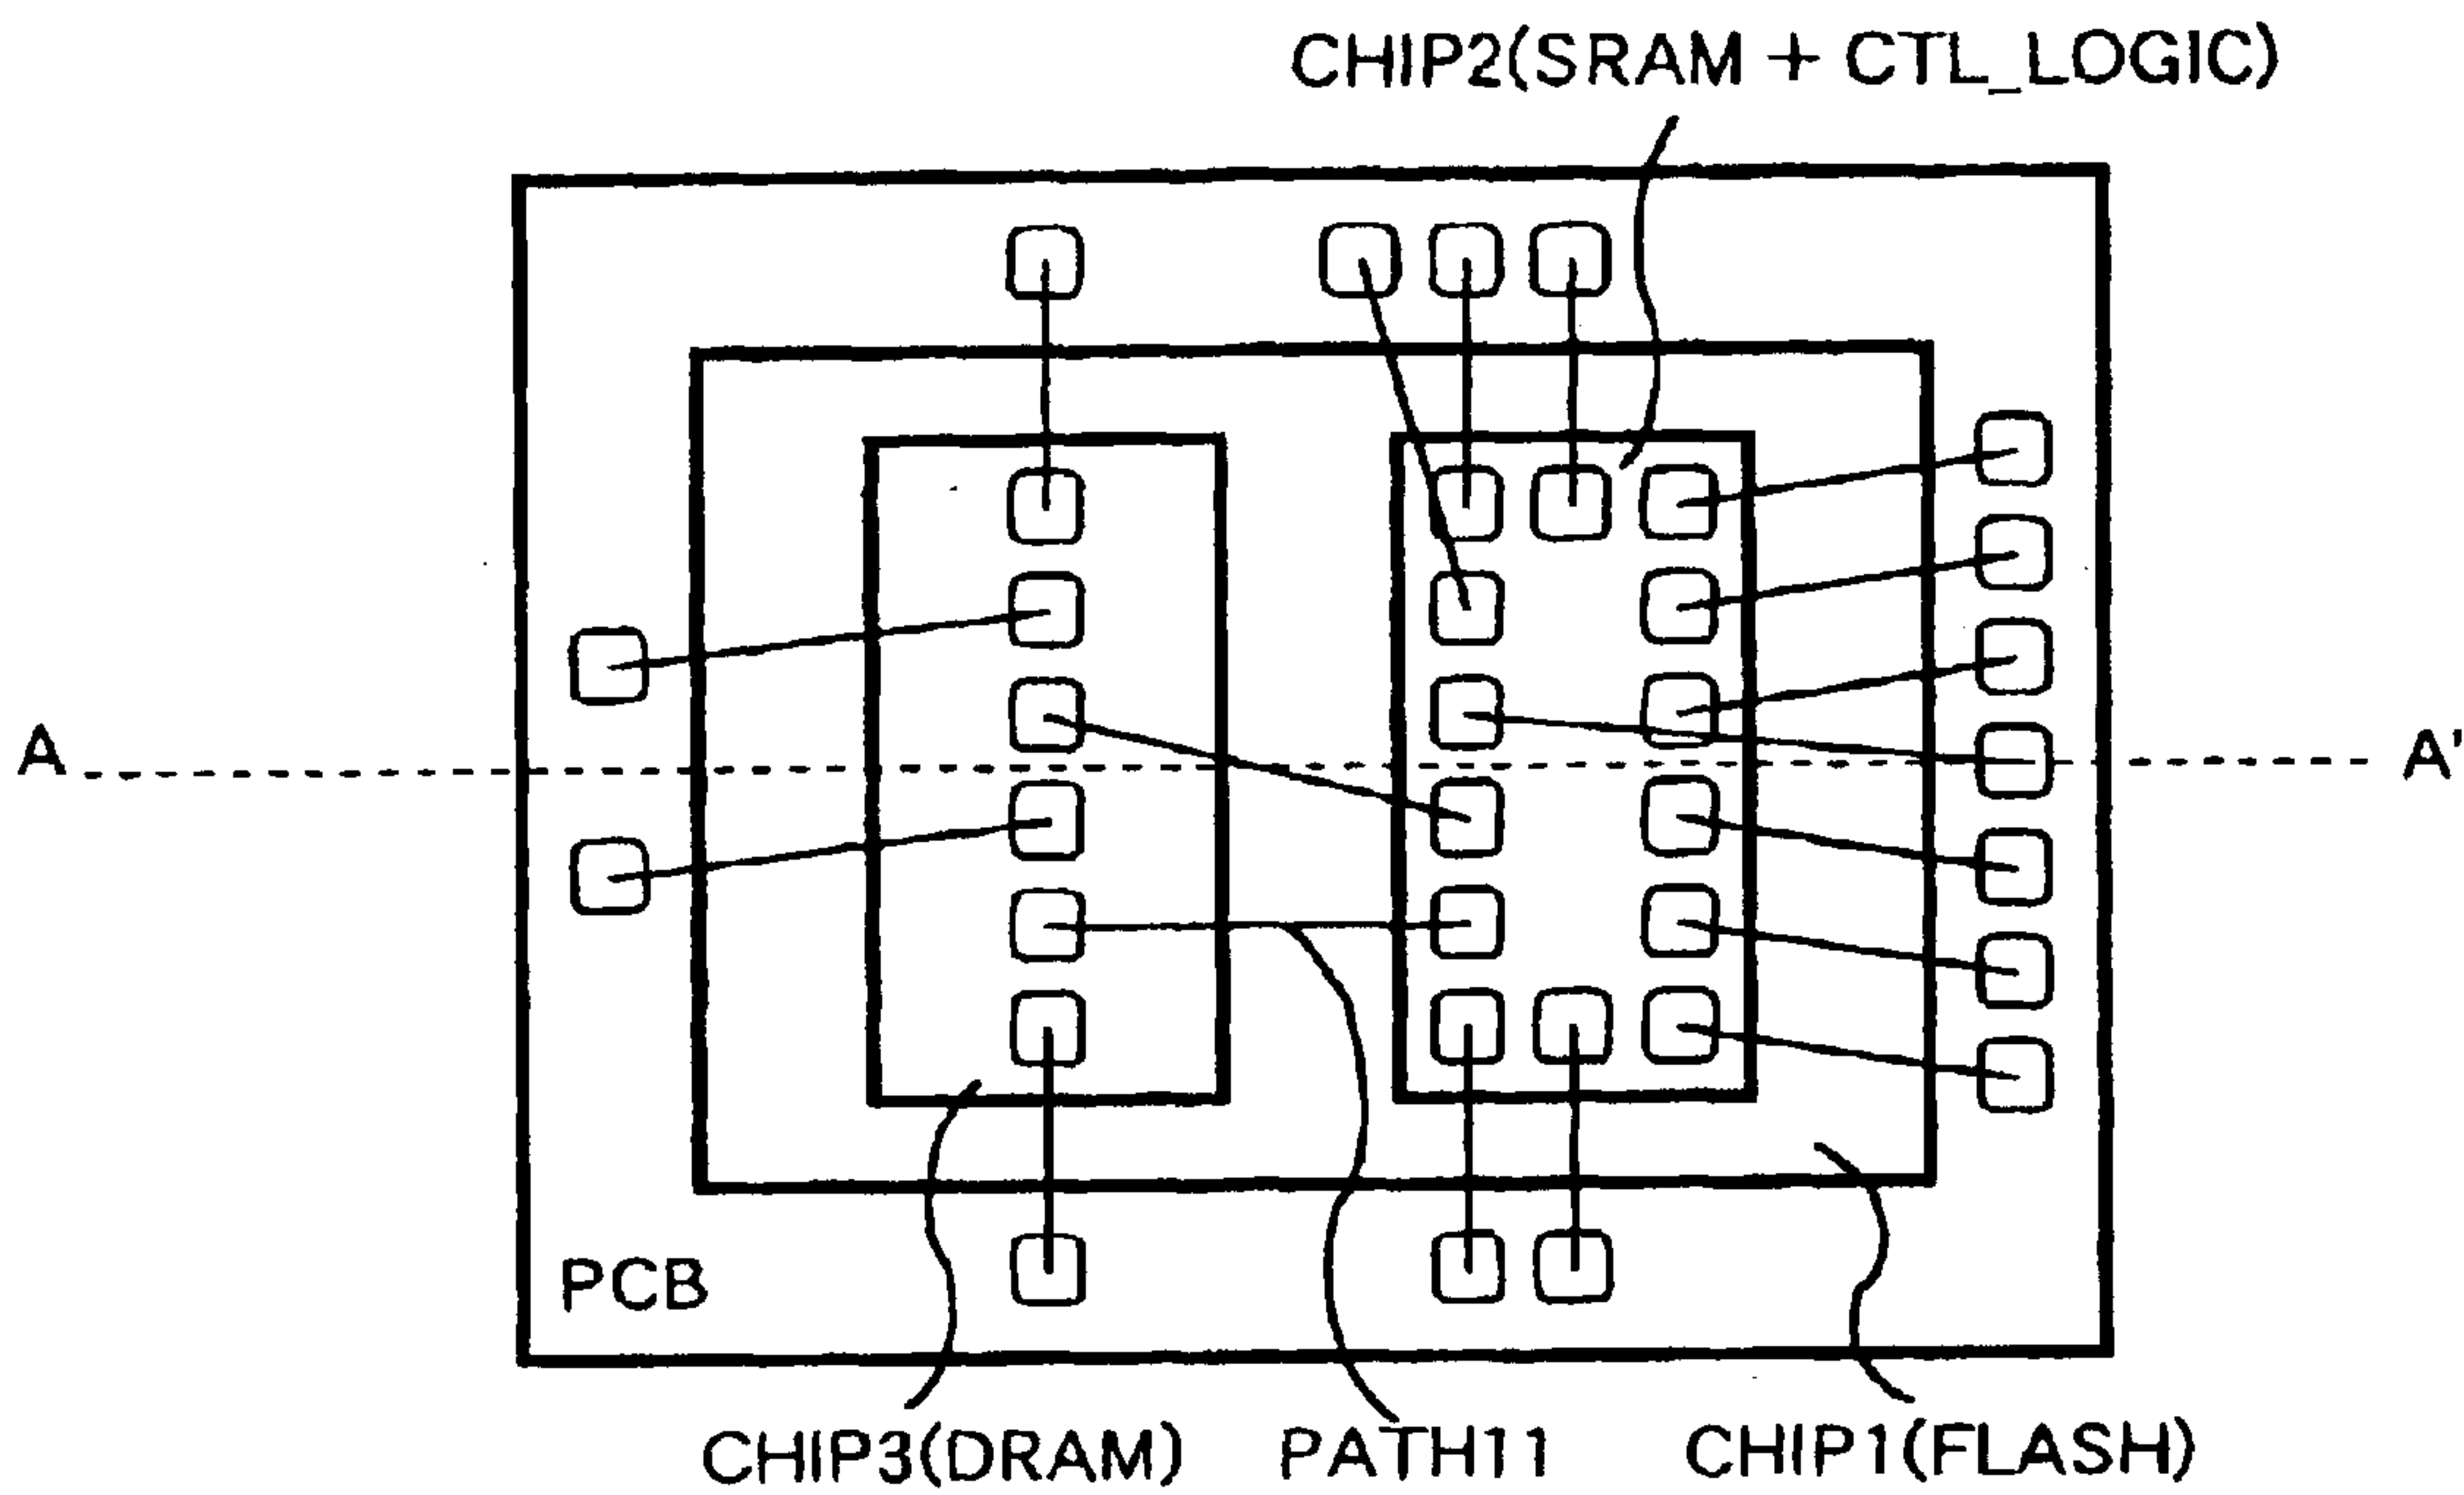 CHIP2(SRAM + CTL_LOGIC)
A
A'
PCB
CHIP3(DRAM)
PATH11
CHIP1(FLASH)